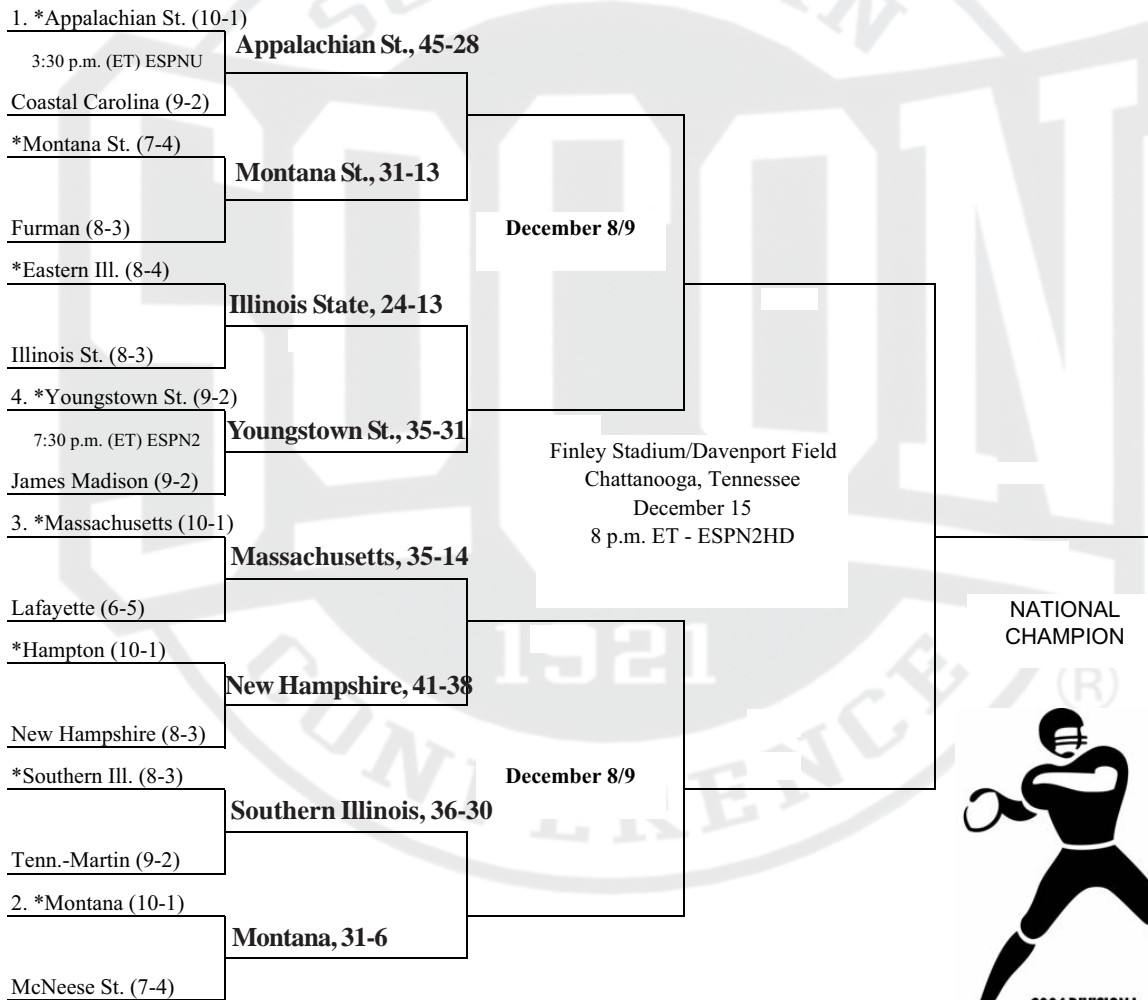 1. *Appalachian St. (10-1)
3:30 p.m. (ET) ESPNU
Coastal Carolina (9-2)
Appalachian St., 45-28
*Montana St. (7-4)
Furman (8-3)
Montana St., 31-13
*Eastern Ill. (8-4)
Illinois St. (8-3)
Illinois State, 24-13
4. *Youngstown St. (9-2)
7:30 p.m. (ET) ESPN2
James Madison (9-2)
Youngstown St., 35-31
3. *Massachusetts (10-1)
Lafayette (6-5)
Massachusetts, 35-14
*Hampton (10-1)
New Hampshire (8-3)
New Hampshire, 41-38
*Southern Ill. (8-3)
Tenn.-Martin (9-2)
Southern Illinois, 36-30
2. *Montana (10-1)
McNeese St. (7-4)
Montana, 31-6
December 8/9
December 8/9
Finley Stadium/Davenport Field
Chattanooga, Tennessee
December 15
8 p.m. ET - ESPN2HD
NATIONAL
CHAMPION
SOCON
1921
CONFERENCE
(R)